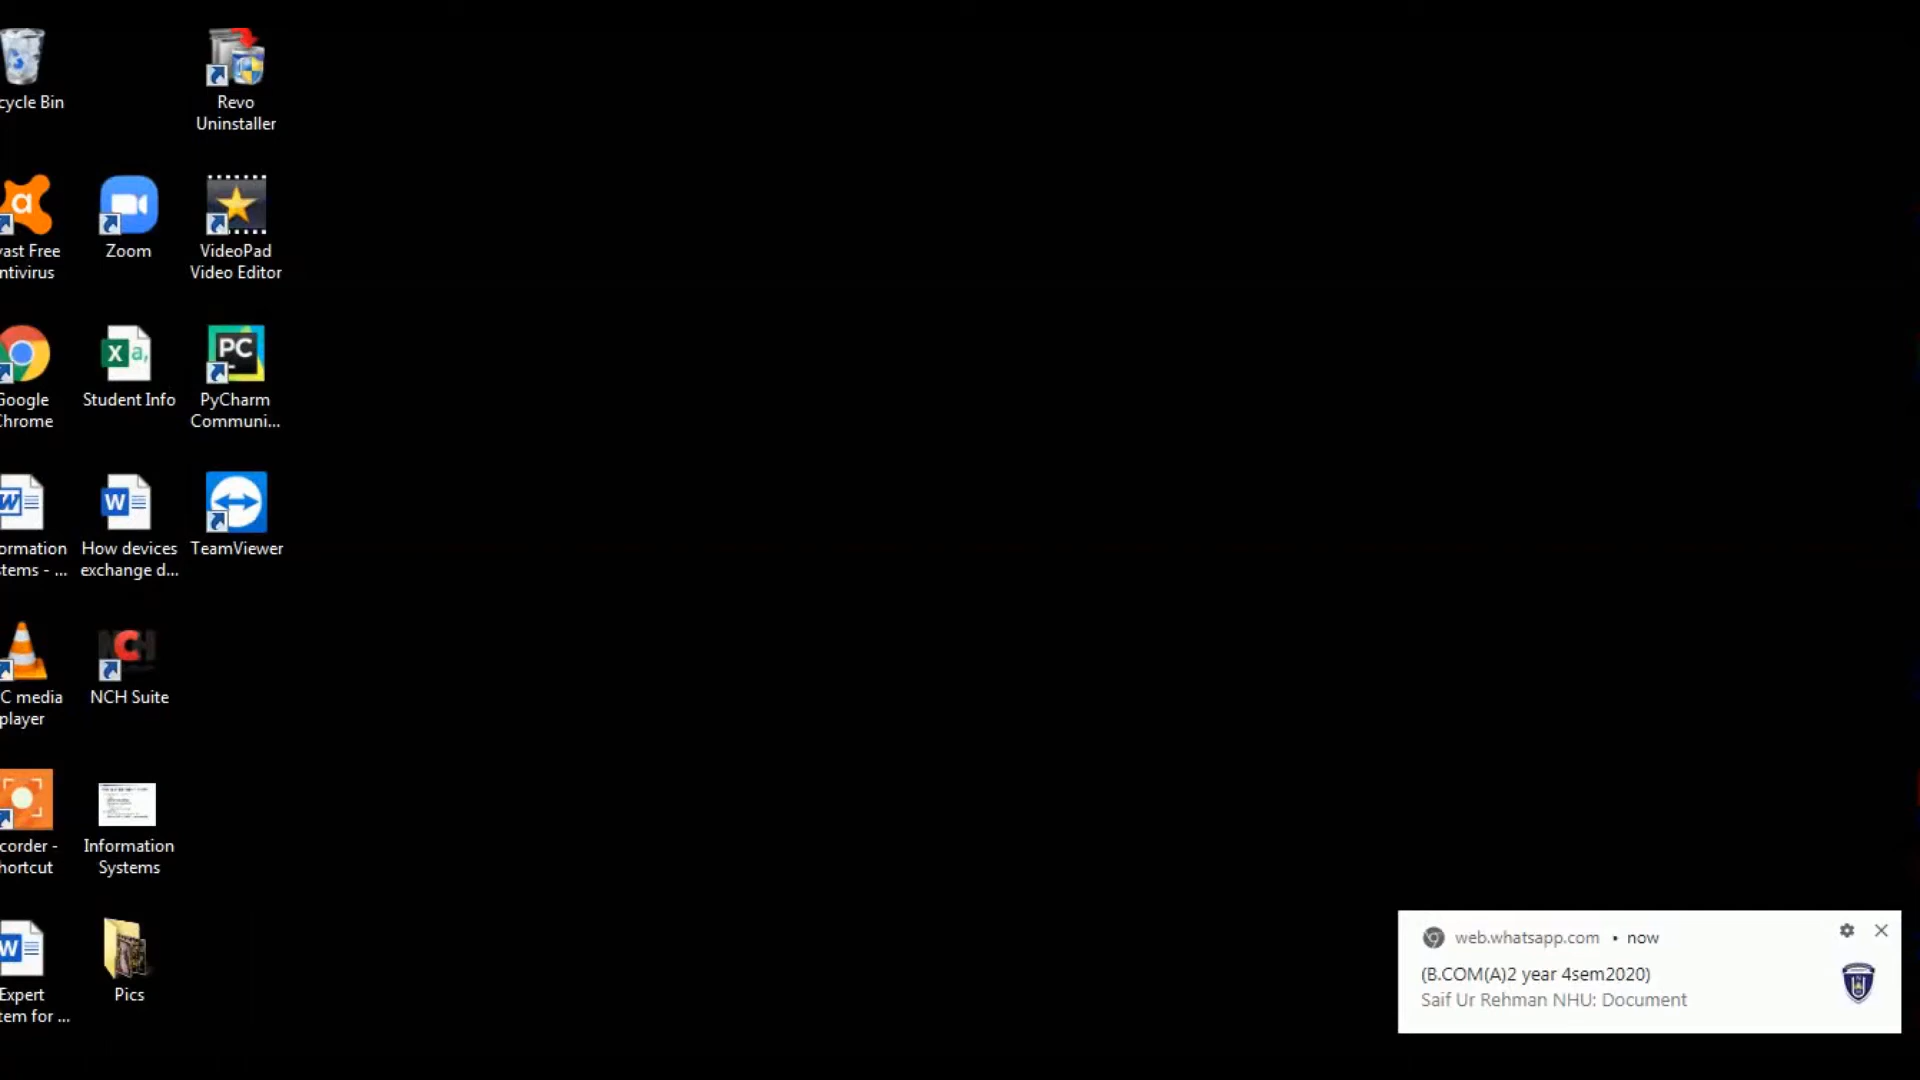 cycle Bin
Revo
Uninstaller
vast Free
ntivirus
Zoom
VideoPad
Video Editor
Google
Chrome
Student Info
PyCharm
Communi...
ormation
stems - ...
How devices
exchange d...
TeamViewer
C media
player
NCH Suite
corder -
hortcut
Information
Systems
Expert
tem for ...
Pics
web.whatsapp.com • now
(B.COM(A)2 year 4sem2020)
Saif Ur Rehman NHU: Document